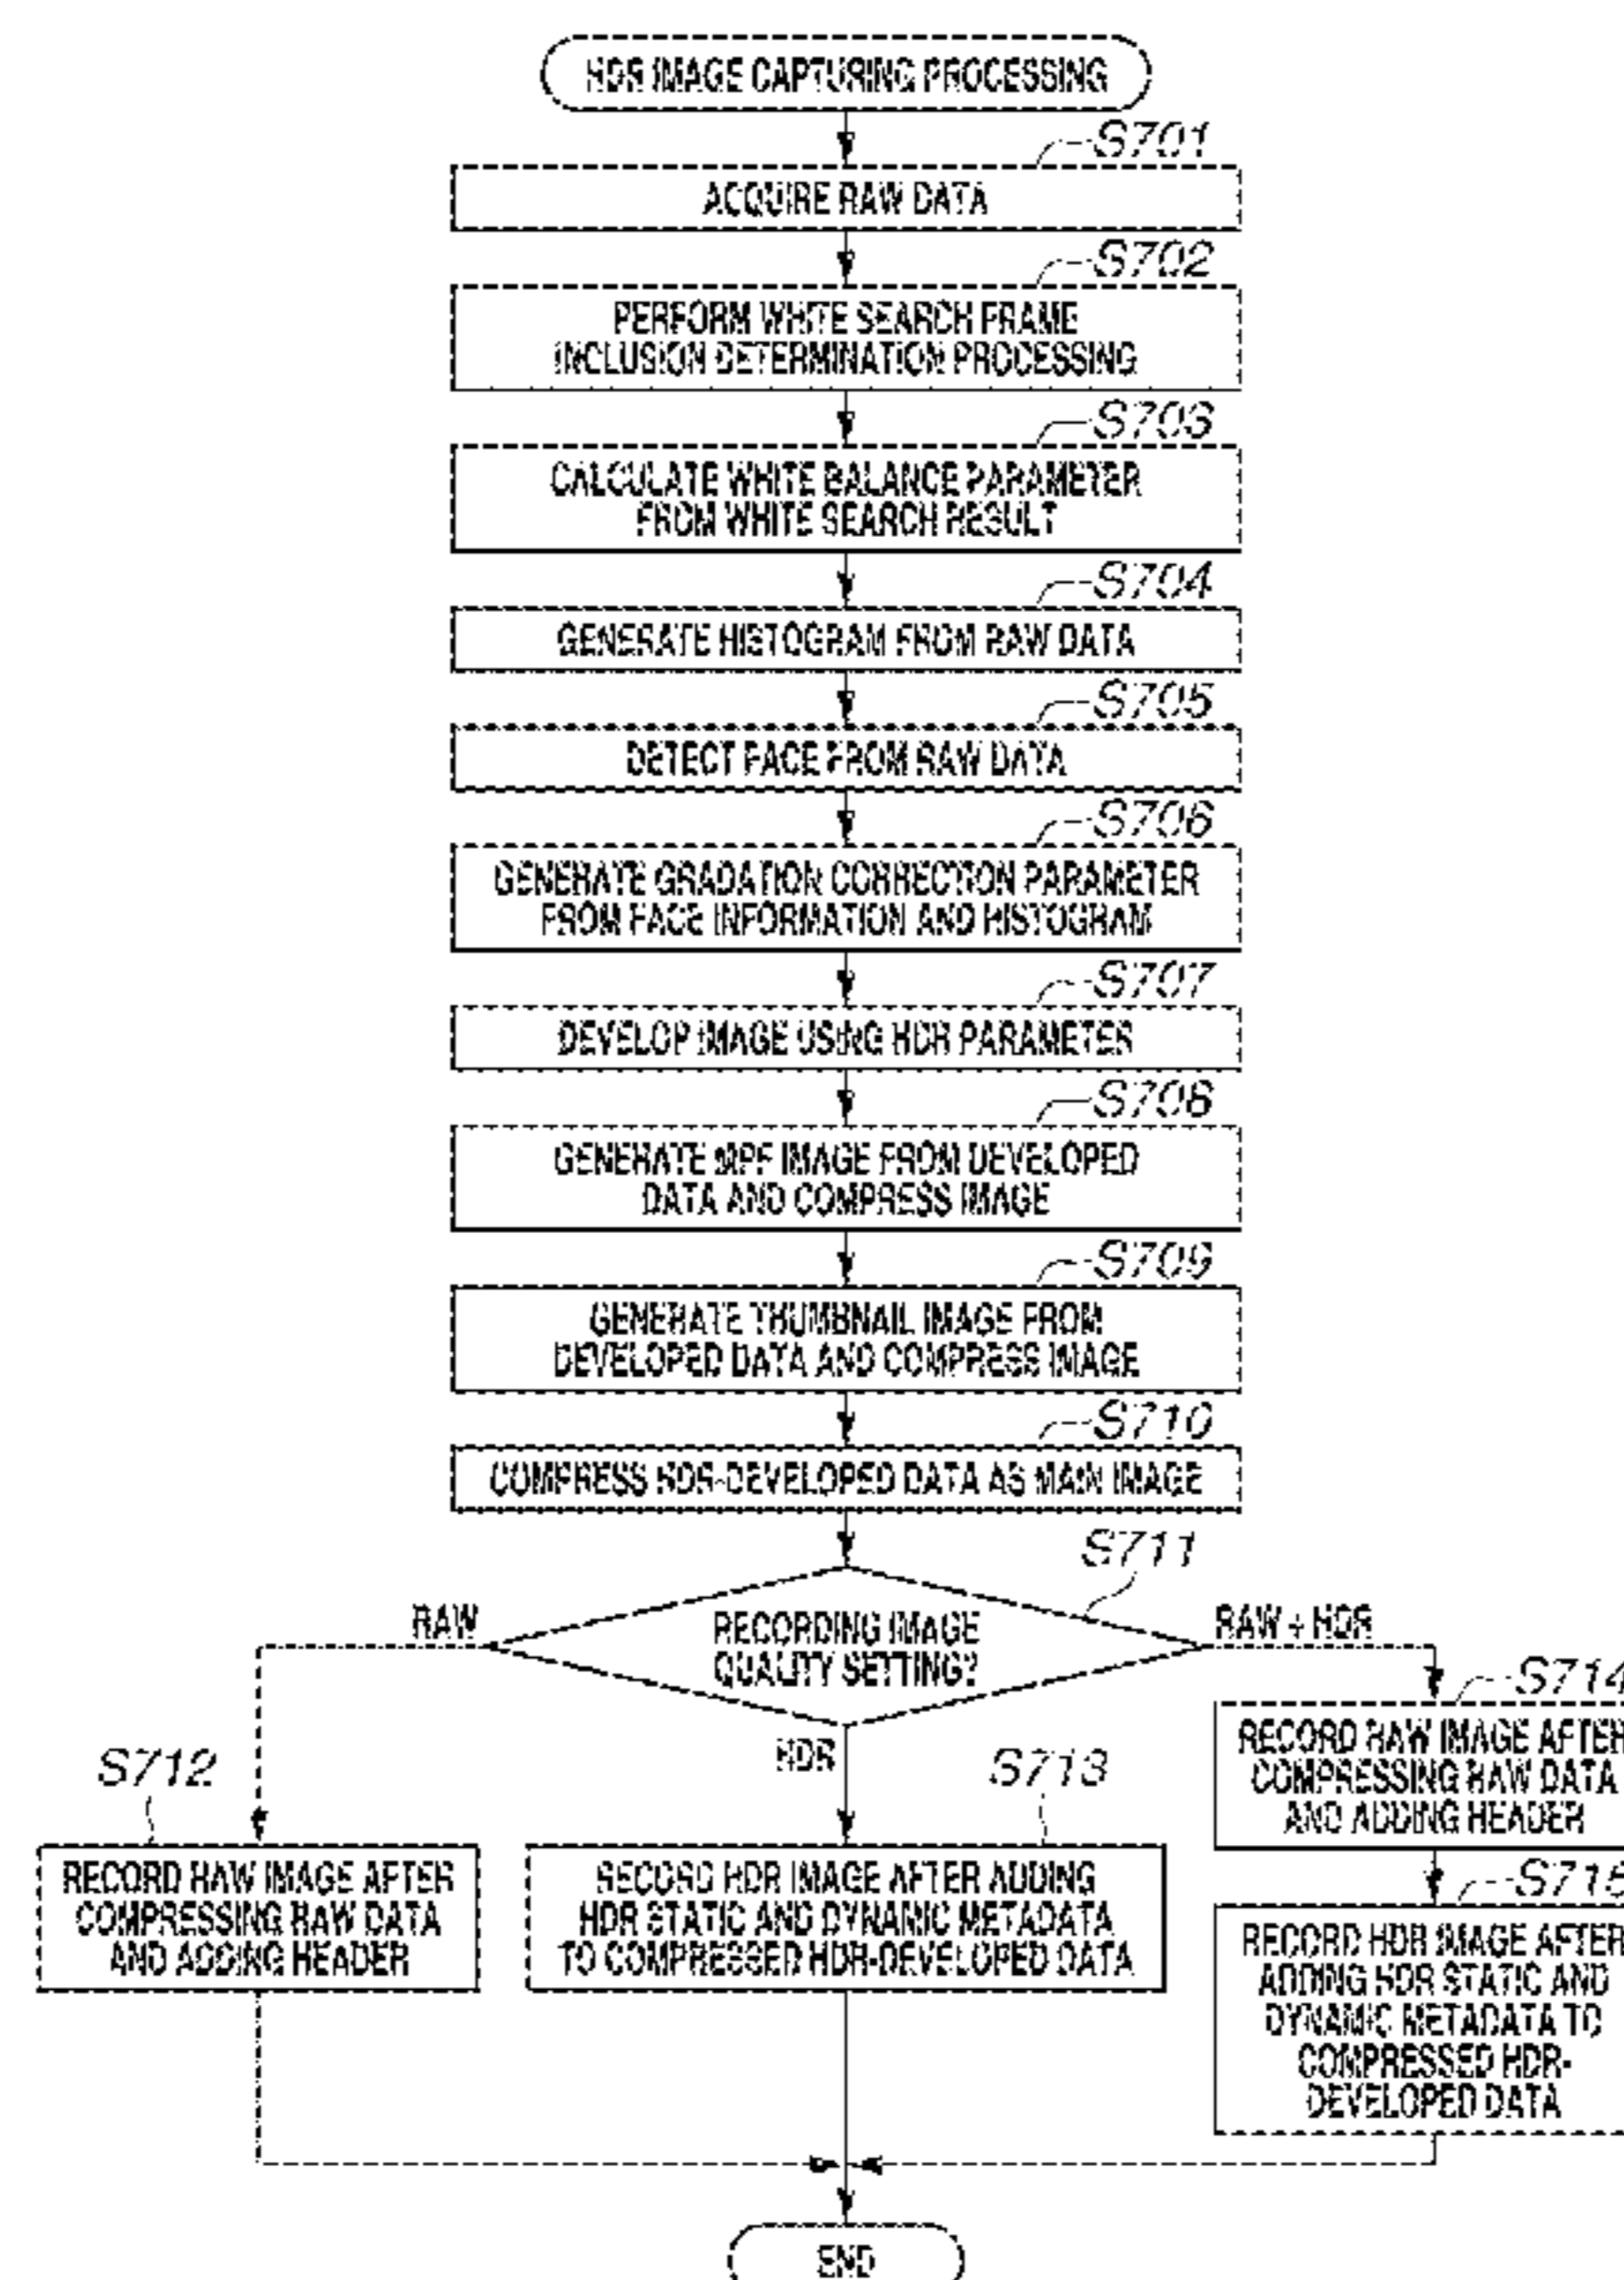 HDR IMAGE CAPTURING PROCESSING
S701
ACQUIRE RAW DATA
S702
PERFORM WHITE SEARCH FRAME
INCLUSION DETERMINATION PROCESSING
S703
CALCULATE WHITE BALANCE PARAMETER
FROM WHITE SEARCH RESULT
S704
GENERATE HISTOGRAM FROM RAW DATA
S705
DETECT FACE FROM RAW DATA
S706
GENERATE GRADATION CORRECTION PARAMETER
FROM FACE INFORMATION AND HISTOGRAM
S707
DEVELOP IMAGE USING HDR PARAMETER
S708
GENERATE MPF IMAGE FROM DEVELOPED
DATA AND COMPRESS IMAGE
S709
GENERATE THUMBNAIL IMAGE FROM
DEVELOPED DATA AND COMPRESS IMAGE
S710
COMPRESS HDR-DEVELOPED DATA AS MAIN IMAGE
S711
RECORDING IMAGE
QUALITY SETTING?
RAW
HDR
RAW + HDR
S712
RECORD RAW IMAGE AFTER
COMPRESSING RAW DATA
AND ADDING HEADER
S713
RECORD HDR IMAGE AFTER ADDING
HDR STATIC AND DYNAMIC METADATA
TO COMPRESSED HDR-DEVELOPED DATA
S714
RECORD RAW IMAGE AFTER
COMPRESSING RAW DATA
AND ADDING HEADER
S715
RECORD HDR IMAGE AFTER
ADDING HDR STATIC AND
DYNAMIC METADATA TO
COMPRESSED HDR-
DEVELOPED DATA
END